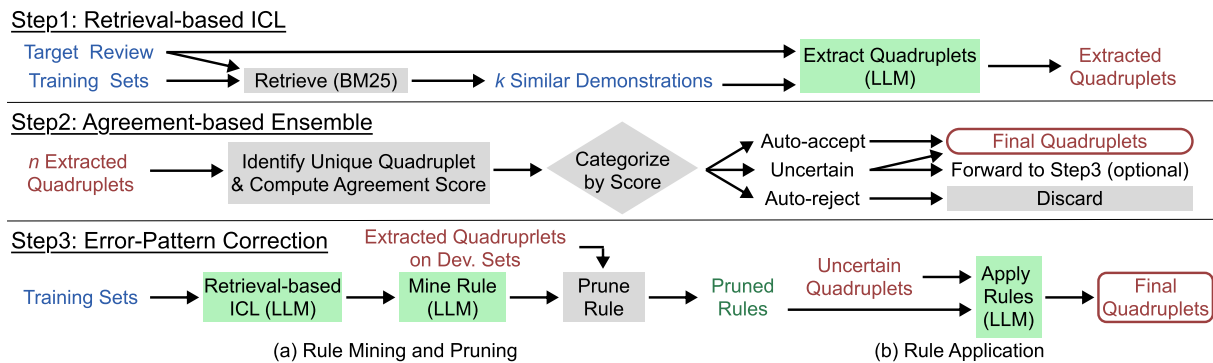 Step1: Retrieval-based ICL
Target Review
Training Sets
Retrieve (BM25)
k Similar Demonstrations
Extract Quadruplets
(LLM)
Extracted
Quadruplets
Step2: Agreement-based Ensemble
n Extracted
Quadruplets
Identify Unique Quadruplet
& Compute Agreement Score
Categorize
by Score
Auto-accept
Uncertain
Auto-reject
Final Quadruplets
Forward to Step3 (optional)
Discard
Step3: Error-Pattern Correction
Training Sets
Retrieval-based
ICL (LLM)
Mine Rule
(LLM)
Extracted Quadruprlets
on Dev. Sets
Prune
Rule
Pruned
Rules
Uncertain
Quadruplets
Apply
Rules
(LLM)
Final
Quadruplets
(a) Rule Mining and Pruning
(b) Rule Application